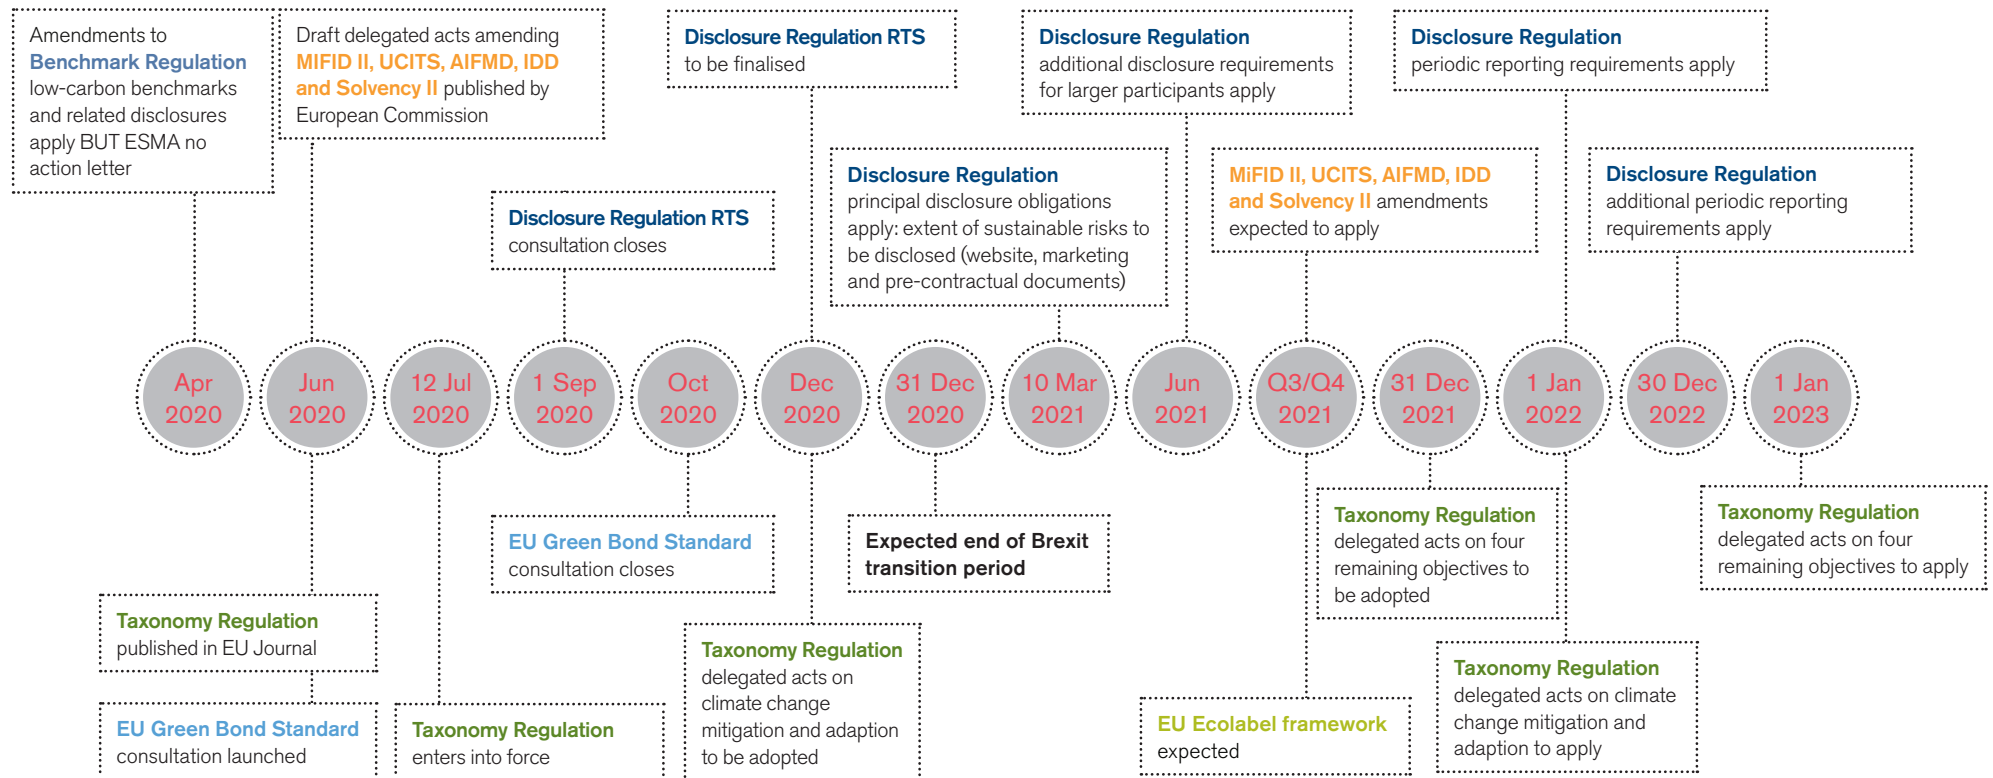 Amendments to
Benchmark Regulation
low-carbon benchmarks
and related disclosures
apply BUT ESMA no
action letter
Draft delegated acts amending
MIFID II, UCITS, AIFMD, IDD
and Solvency II published by
European Commission
Disclosure Regulation RTS
consultation closes
Disclosure Regulation RTS
to be finalised
Disclosure Regulation
principal disclosure obligations
apply: extent of sustainable risks to
be disclosed (website, marketing
and pre-contractual documents)
Disclosure Regulation
additional disclosure requirements
for larger participants apply
MiFID II, UCITS, AIFMD, IDD
and Solvency II amendments
expected to apply
Disclosure Regulation
periodic reporting requirements apply
Disclosure Regulation
additional periodic reporting
requirements apply
Apr
2020
Jun
2020
12 Jul
2020
1 Sep
2020
Oct
2020
Dec
2020
31 Dec
2020
10 Mar
2021
Jun
2021
Q3/Q4
2021
31 Dec
2021
1 Jan
2022
30 Dec
2022
1 Jan
2023
Taxonomy Regulation
published in EU Journal
EU Green Bond Standard
consultation launched
Taxonomy Regulation
enters into force
EU Green Bond Standard
consultation closes
Taxonomy Regulation
delegated acts on
climate change
mitigation and adaption
to be adopted
Expected end of Brexit
transition period
EU Ecolabel framework
expected
Taxonomy Regulation
delegated acts on four
remaining objectives to
be adopted
Taxonomy Regulation
delegated acts on climate
change mitigation and
adaption to apply
Taxonomy Regulation
delegated acts on four
remaining objectives to apply